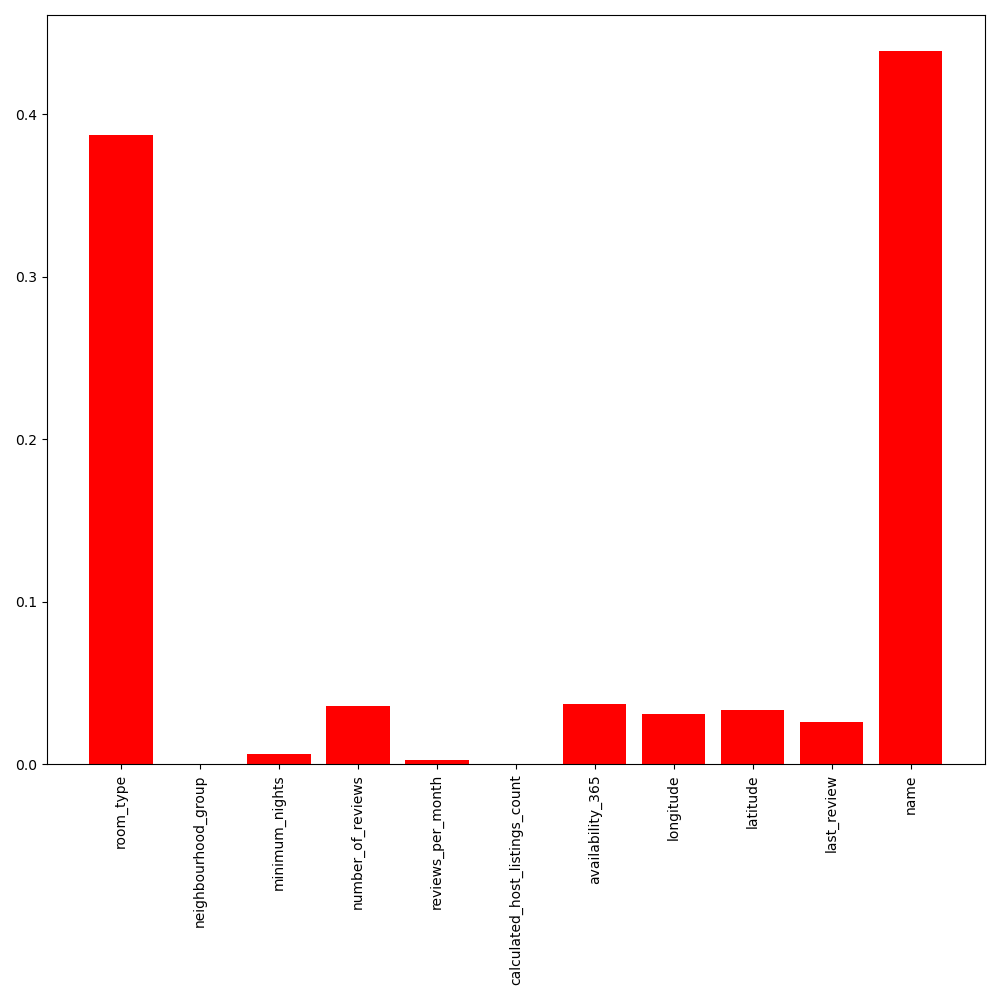 0.4
0.3
0.2
0.1
0.0
room_type
neighbourhood_group
minimum_nights
number_of_reviews
reviews_per_month
calculated_host_listings_count
availability_365
longitude
latitude
last_review
name